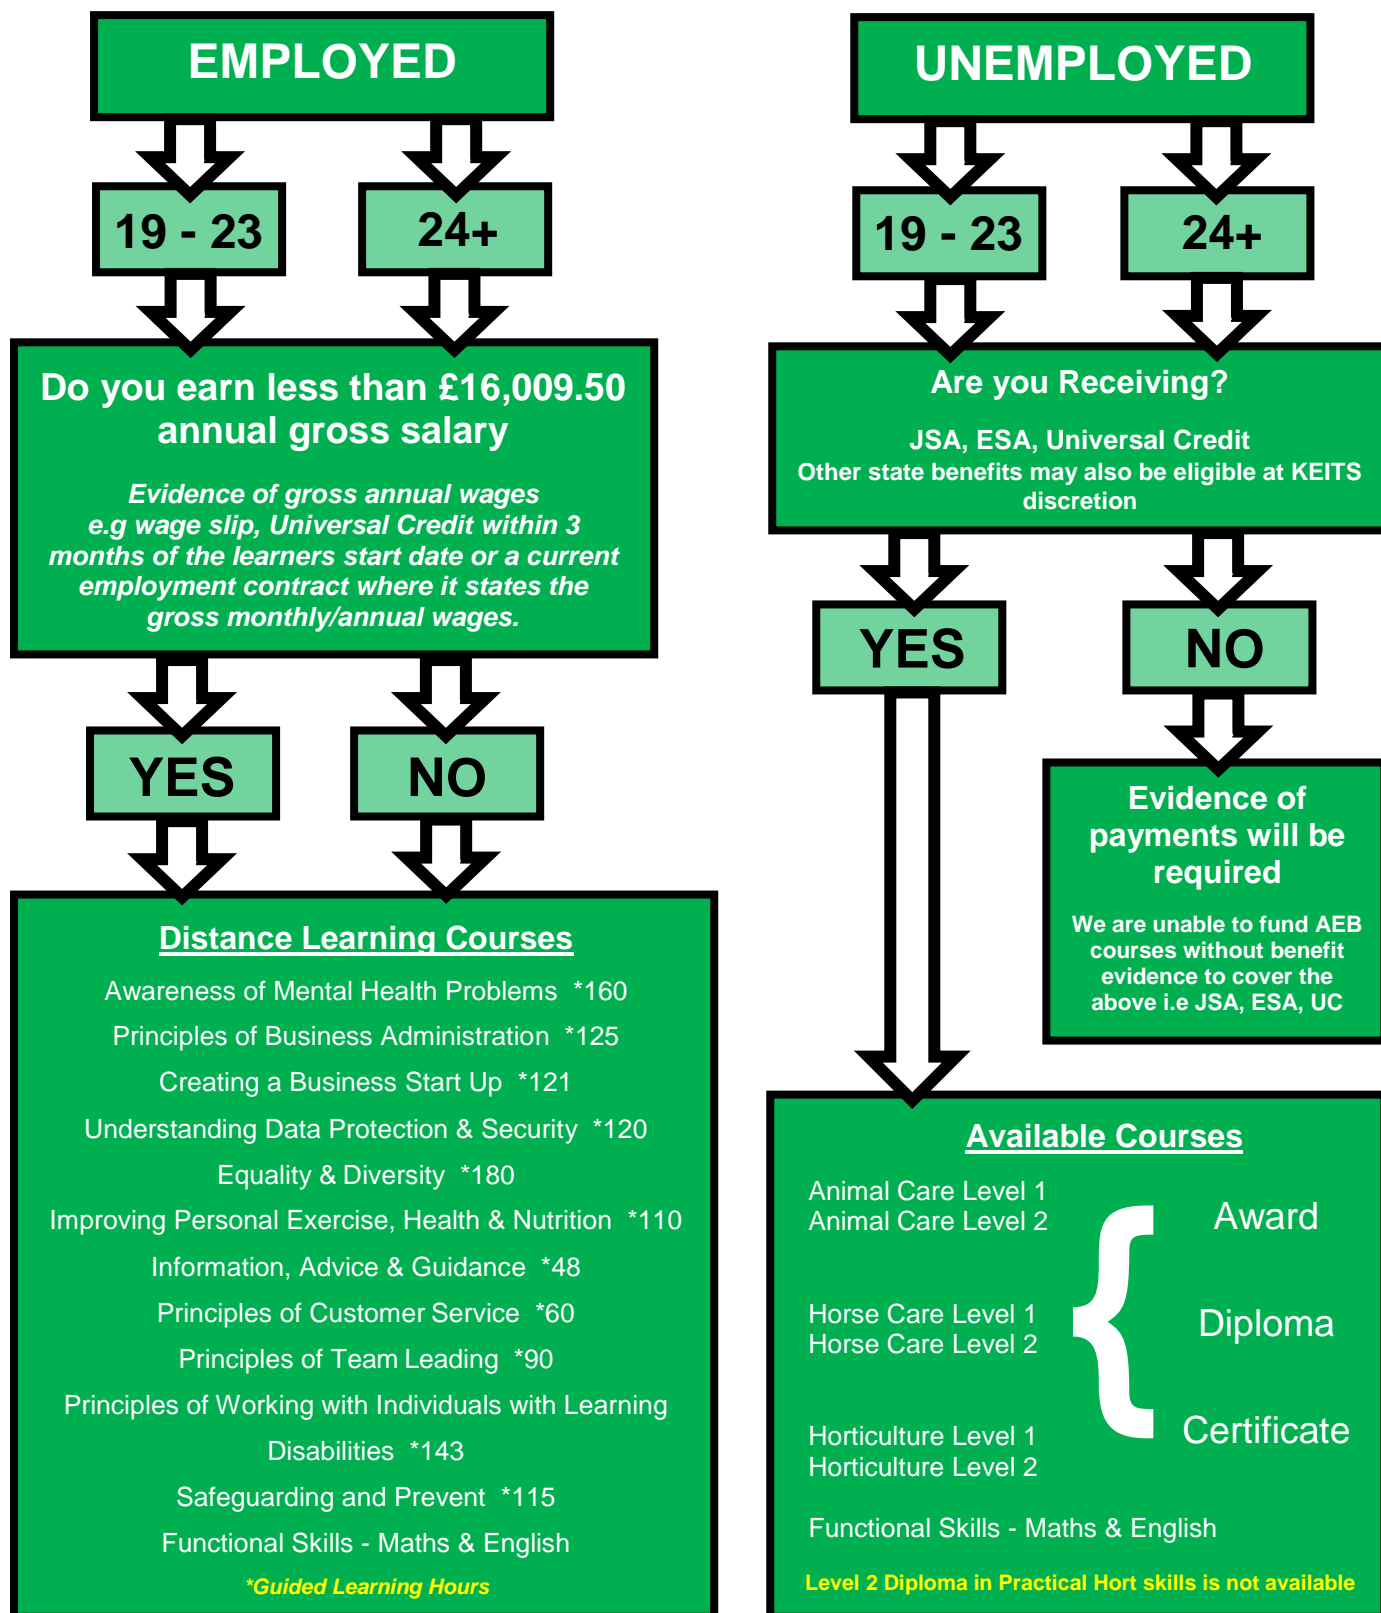 EMPLOYED
19 - 23
24+
Do you earn less than £16,009.50
annual gross salary
Evidence of gross annual wages
e.g wage slip, Universal Credit within 3
months of the learners start date or a current
employment contract where it states the
gross monthly/annual wages.
YES
NO
Distance Learning Courses
Awareness of Mental Health Problems *160
Principles of Business Administration *125
Creating a Business Start Up *121
Understanding Data Protection & Security *120
Equality & Diversity *180
Improving Personal Exercise, Health & Nutrition *110
Information, Advice & Guidance *48
Principles of Customer Service *60
Principles of Team Leading *90
Principles of Working with Individuals with Learning
Disabilities *143
Safeguarding and Prevent *115
Functional Skills - Maths & English
*Guided Learning Hours
UNEMPLOYED
19 - 23
24+
Are you Receiving?
JSA, ESA, Universal Credit
Other state benefits may also be eligible at KEITS
discretion
YES
NO
Evidence of
payments will be
required
We are unable to fund AEB
courses without benefit
evidence to cover the
above i.e JSA, ESA, UC
Available Courses
Animal Care Level 1
Animal Care Level 2
Horse Care Level 1
Horse Care Level 2
Horticulture Level 1
Horticulture Level 2
{
Award
Diploma
Certificate
Functional Skills - Maths & English
Level 2 Diploma in Practical Hort skills is not available